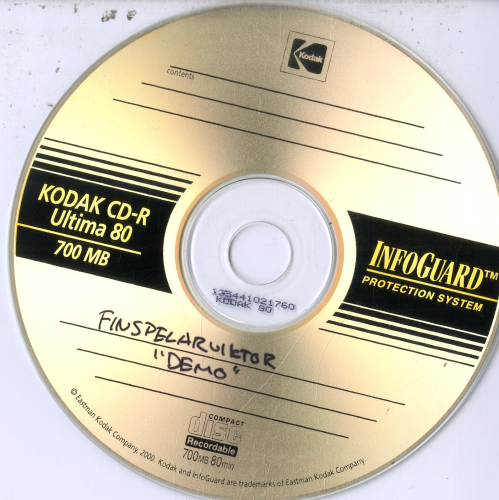 Kodak
contents
KODAK CD-R
Ultima 80
700 MB
INFOGUARD™
PROTECTION SYSTEM
135441021760
KODAK 80
FINSPELARVIKTOR
"DEMO"
COMPACT
disc
Recordable
700MB 80min
© Eastman Kodak Company, 2000. Kodak and InfoGuard are trademarks of Eastman Kodak Company.